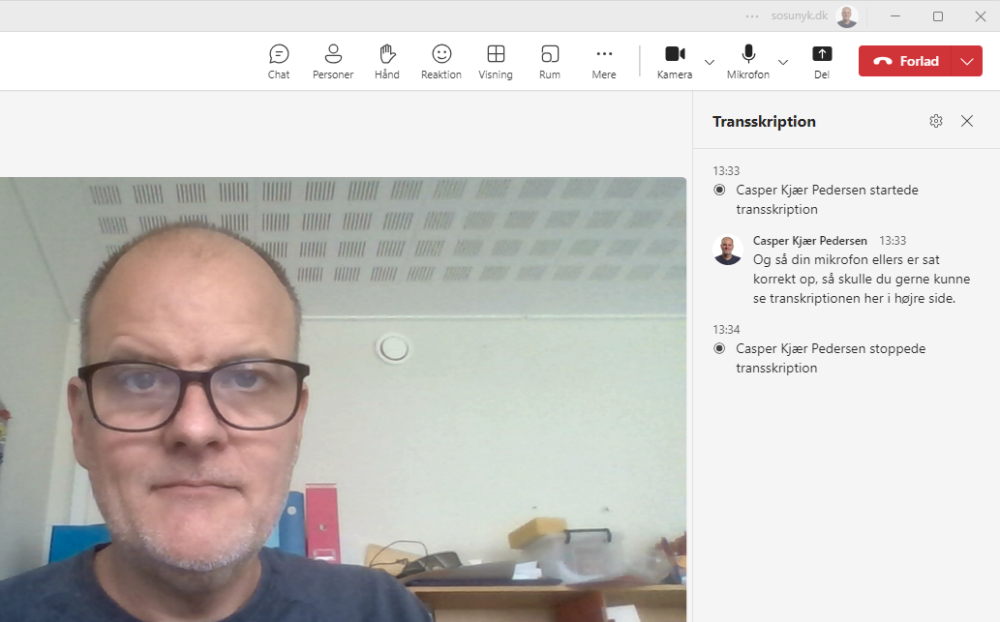 sosunyk.dk
Chat
Personer
Hånd
Reaktion
Visning
Rum
Mere
Kamera
Mikrofon
Del
Forlad
Transskription
13:33
Casper Kjær Pedersen startede
transskription
Casper Kjær Pedersen 13:33
Og så din mikrofon ellers er sat
korrekt op, så skulle du gerne kunne
se transkriptionen her i højre side.
13:34
Casper Kjær Pedersen stoppede
transskription